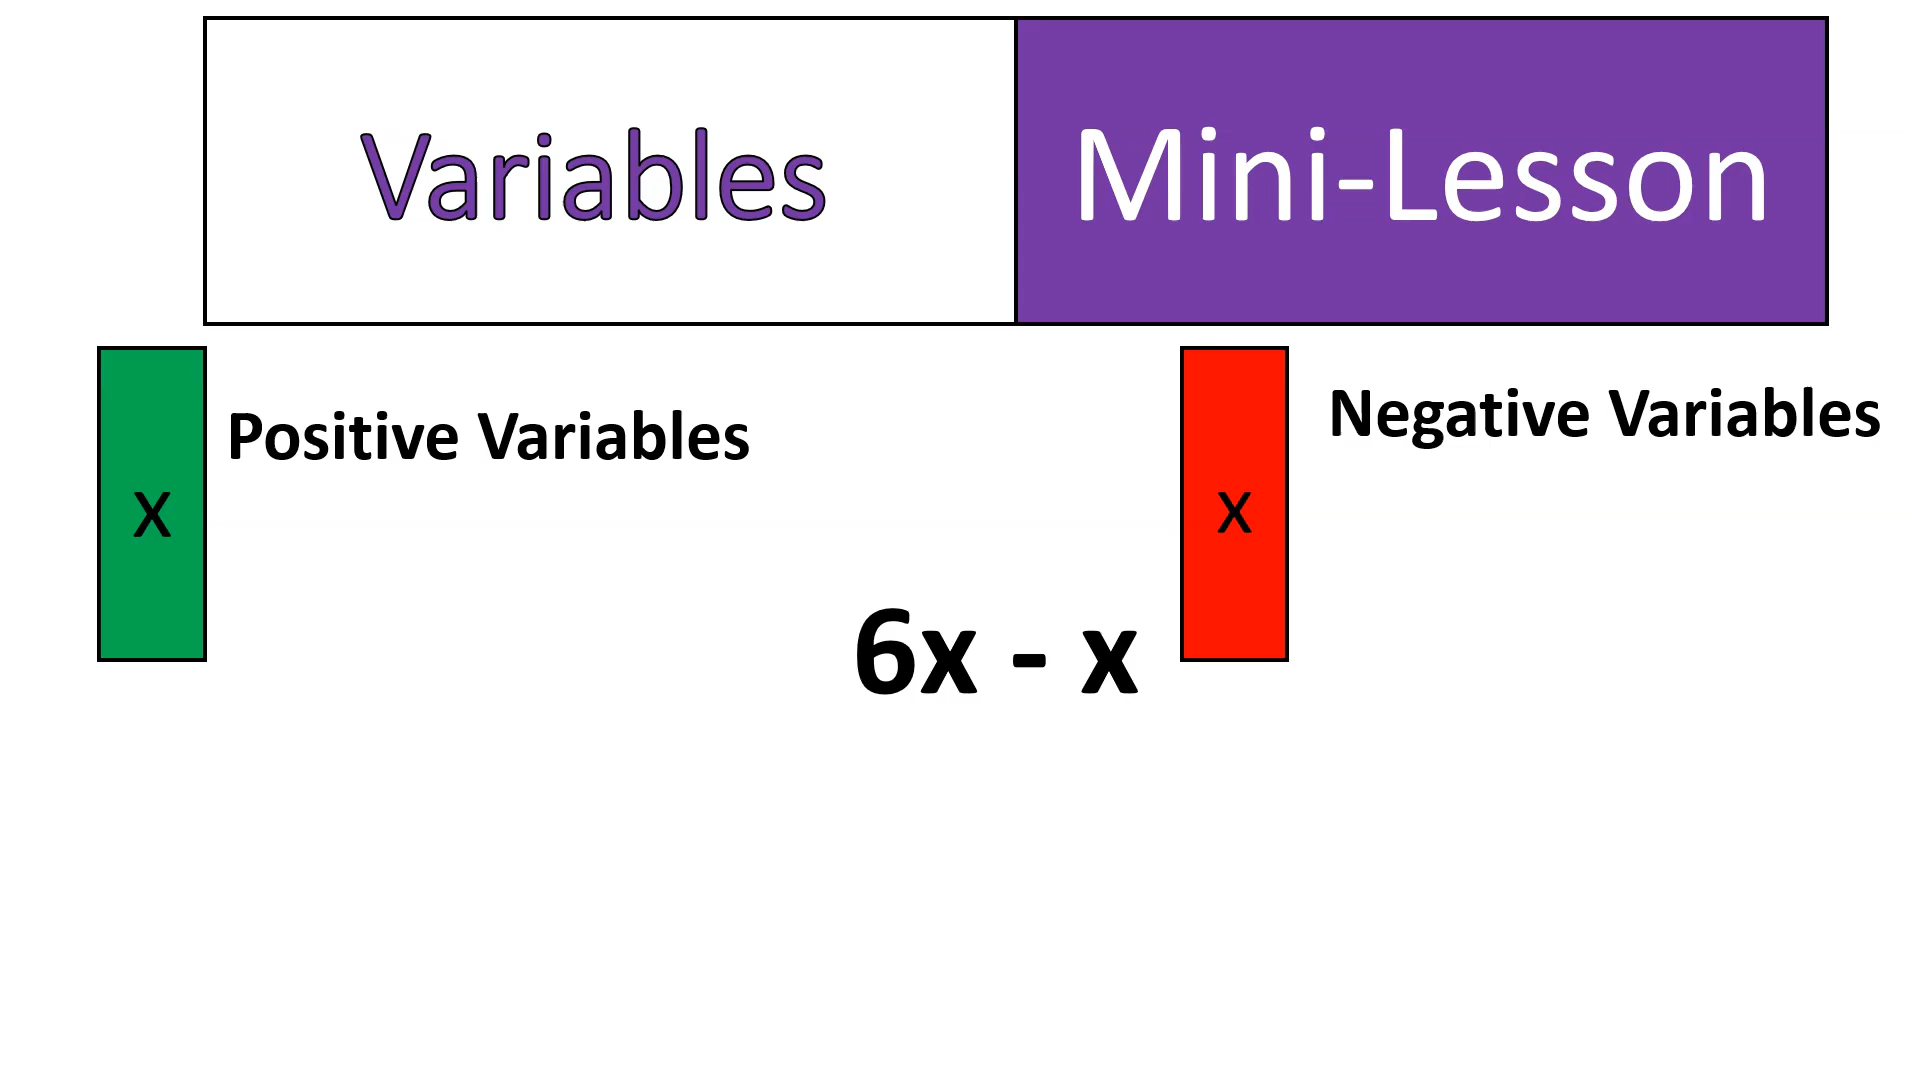 Variables
Mini-Lesson
Positive Variables
Negative Variables
x
x
6x - x